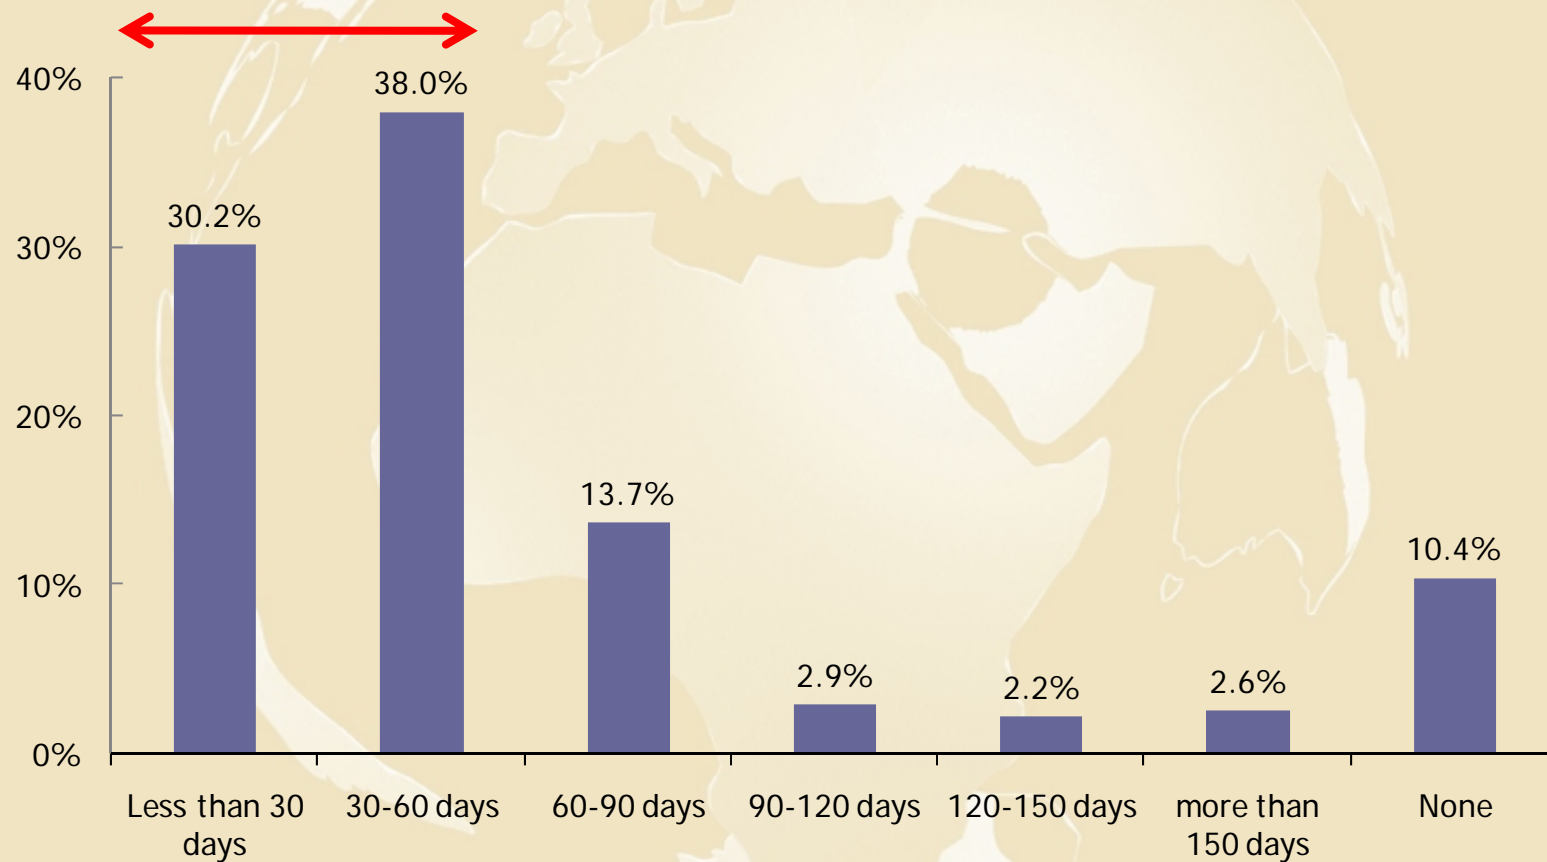 40%
30%
20%
10%
0%
30.2%
38.0%
13.7%
2.9%
2.2%
2.6%
10.4%
Less than 30
days
30-60 days
60-90 days
90-120 days
120-150 days
more than
150 days
None